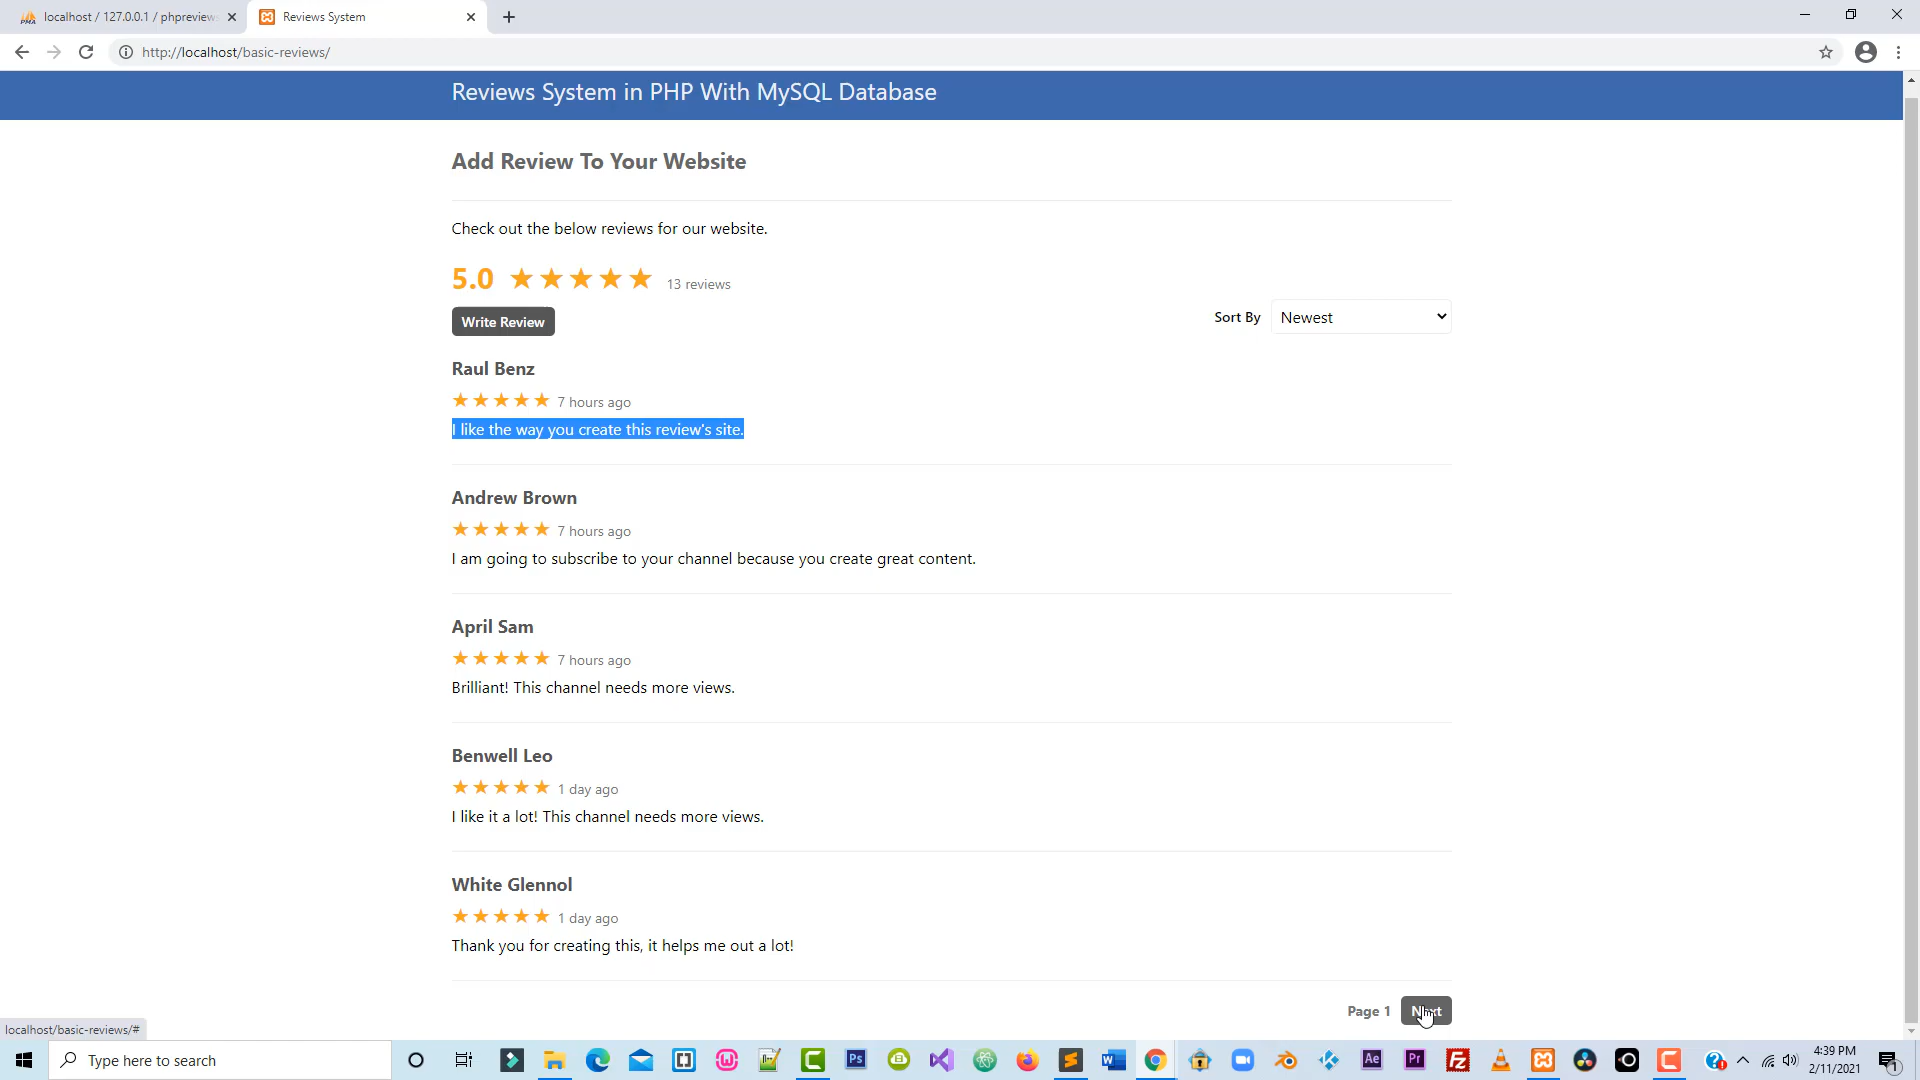 localhost / 127.0.0.1 / phpreview
Reviews System
http://localhost/basic-reviews/
Reviews System in PHP With MySQL Database
Add Review To Your Website
Check out the below reviews for our website.
5.0 ★★★★★ 13 reviews
Write Review
Sort By Newest
Raul Benz
★★★★★ 7 hours ago
I like the way you create this review's site.
Andrew Brown
★★★★★ 7 hours ago
I am going to subscribe to your channel because you create great content.
April Sam
★★★★★ 7 hours ago
Brilliant! This channel needs more views.
Benwell Leo
★★★★★ 1 day ago
I like it a lot! This channel needs more views.
White Glennol
★★★★★ 1 day ago
Thank you for creating this, it helps me out a lot!
Page 1 Next
localhost/basic-reviews/#
Type here to search
Ps
Ae
Pr
4:39 PM
2/11/2021